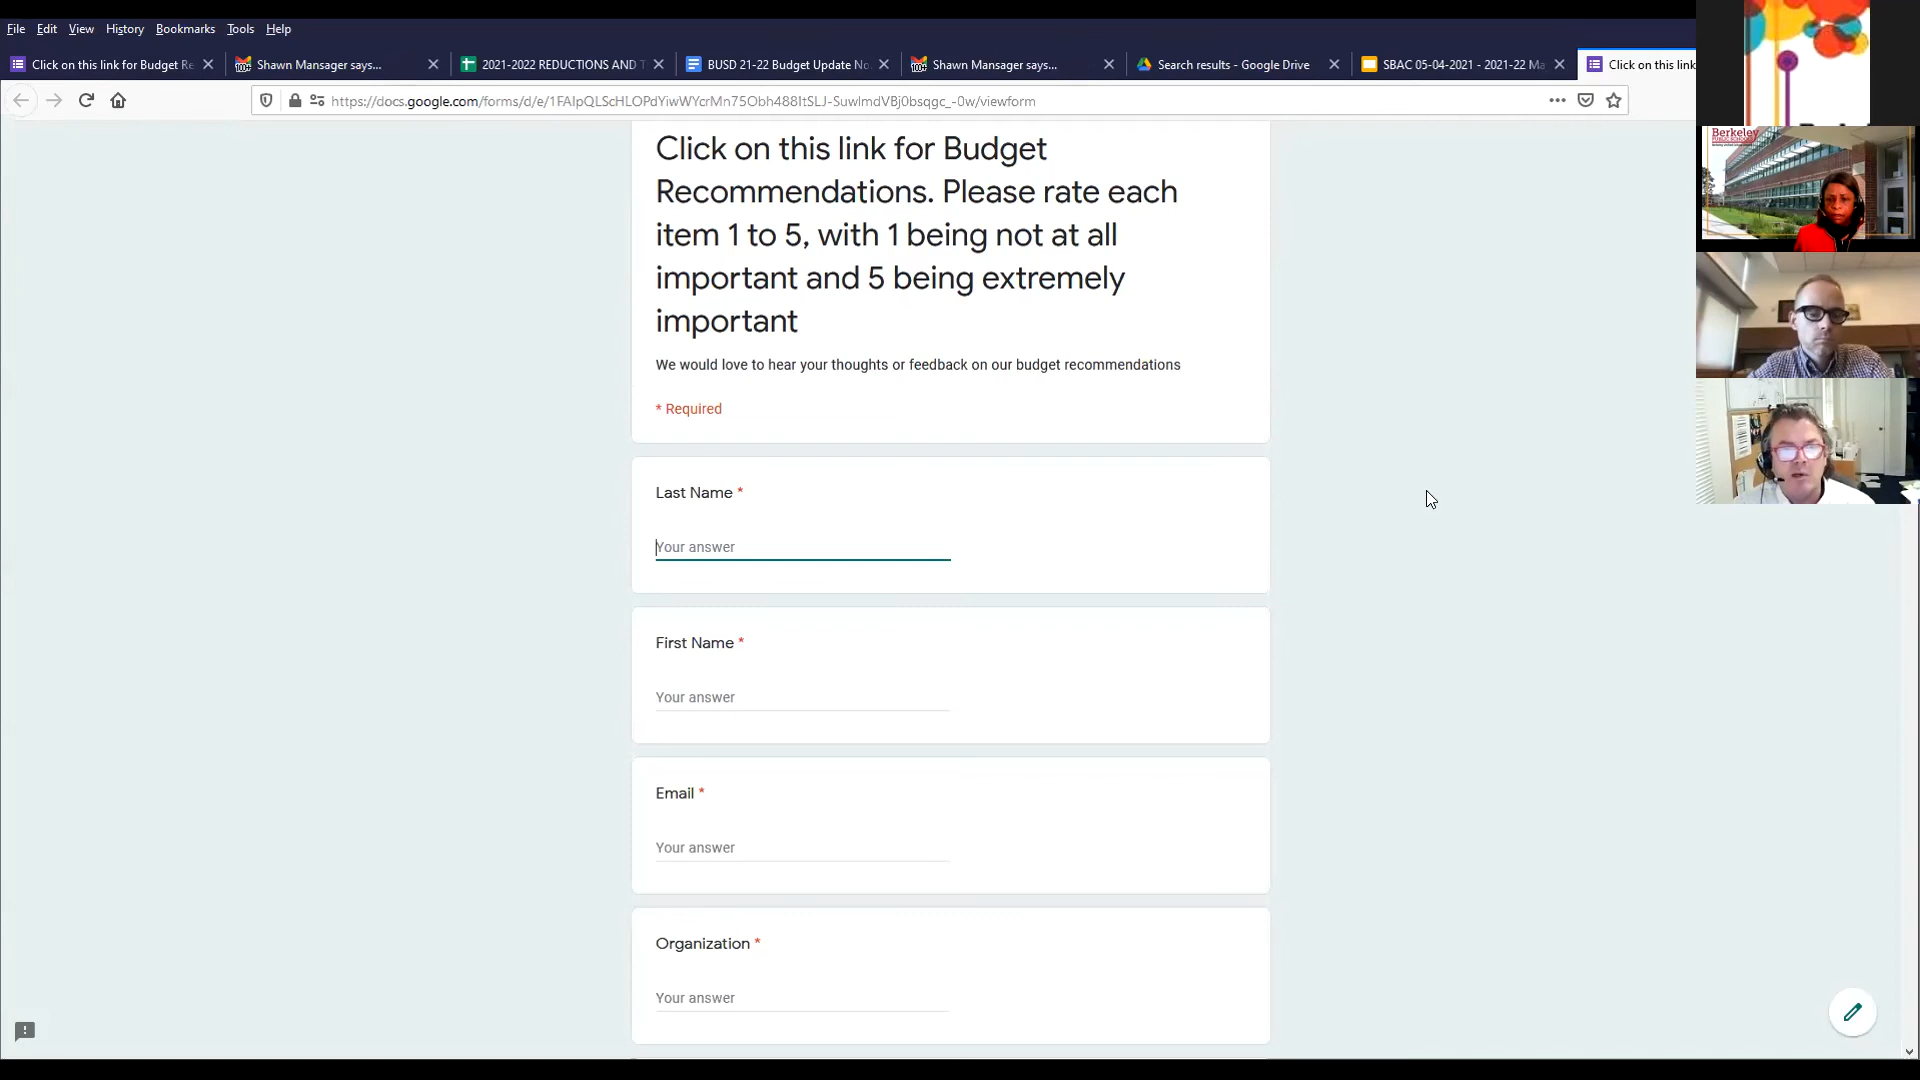 File Edit View History Bookmarks Tools Help
Click on this link for Budget Re
Shawn Mansager says...
2021-2022 REDUCTIONS AND T
BUSD 21-22 Budget Update No
Shawn Mansager says...
Search results - Google Drive
SBAC 05-04-2021 - 2021-22 Ma
Click on this link
https://docs.google.com/forms/d/e/1FAIpQLScHLOPdYiwWYcrMn75Obh488ItSLJ-SuwlmdVBj0bsqgc_-0w/viewform
Berkeley
Click on this link for Budget
Recommendations. Please rate each
item 1 to 5, with 1 being not at all
important and 5 being extremely
important
We would love to hear your thoughts or feedback on our budget recommendations
* Required
Last Name *
Your answer
First Name *
Your answer
Email *
Your answer
Organization *
Your answer